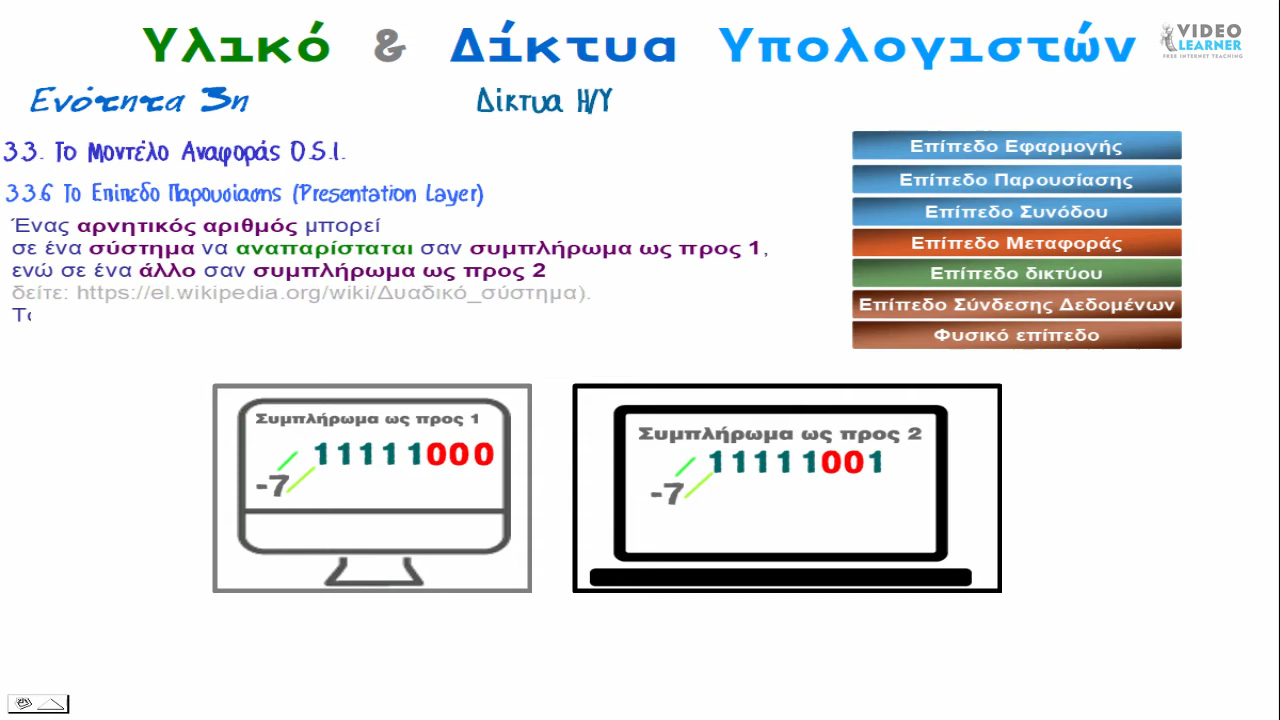 Υλικό & Δίκτυα Υπολογιστών
VIDEO
LEARNER
FREE INTERNET TEACHING
Ενότητα 3η
Δίκτυα Η/Υ
3.3. Το Μοντέλο Αναφοράς O.S.I.
3.3.6 Το Επίπεδο Παρουσίασης (Presentation Layer)
Ένας αρνητικός αριθμός μπορεί
σε ένα σύστημα να αναπαρίσταται σαν συμπλήρωμα ως προς 1,
ενώ σε ένα άλλο σαν συμπλήρωμα ως προς 2
δείτε: https://el.wikipedia.org/wiki/Δυαδικό_σύστημα).
Επίπεδο Εφαρμογής
Επίπεδο Παρουσίασης
Επίπεδο Συνόδου
Επίπεδο Μεταφοράς
Επίπεδο δικτύου
Επίπεδο Σύνδεσης Δεδομένων
Φυσικό επίπεδο
Συμπλήρωμα ως προς 1
11111000
-7
Συμπλήρωμα ως προς 2
11111001
-7